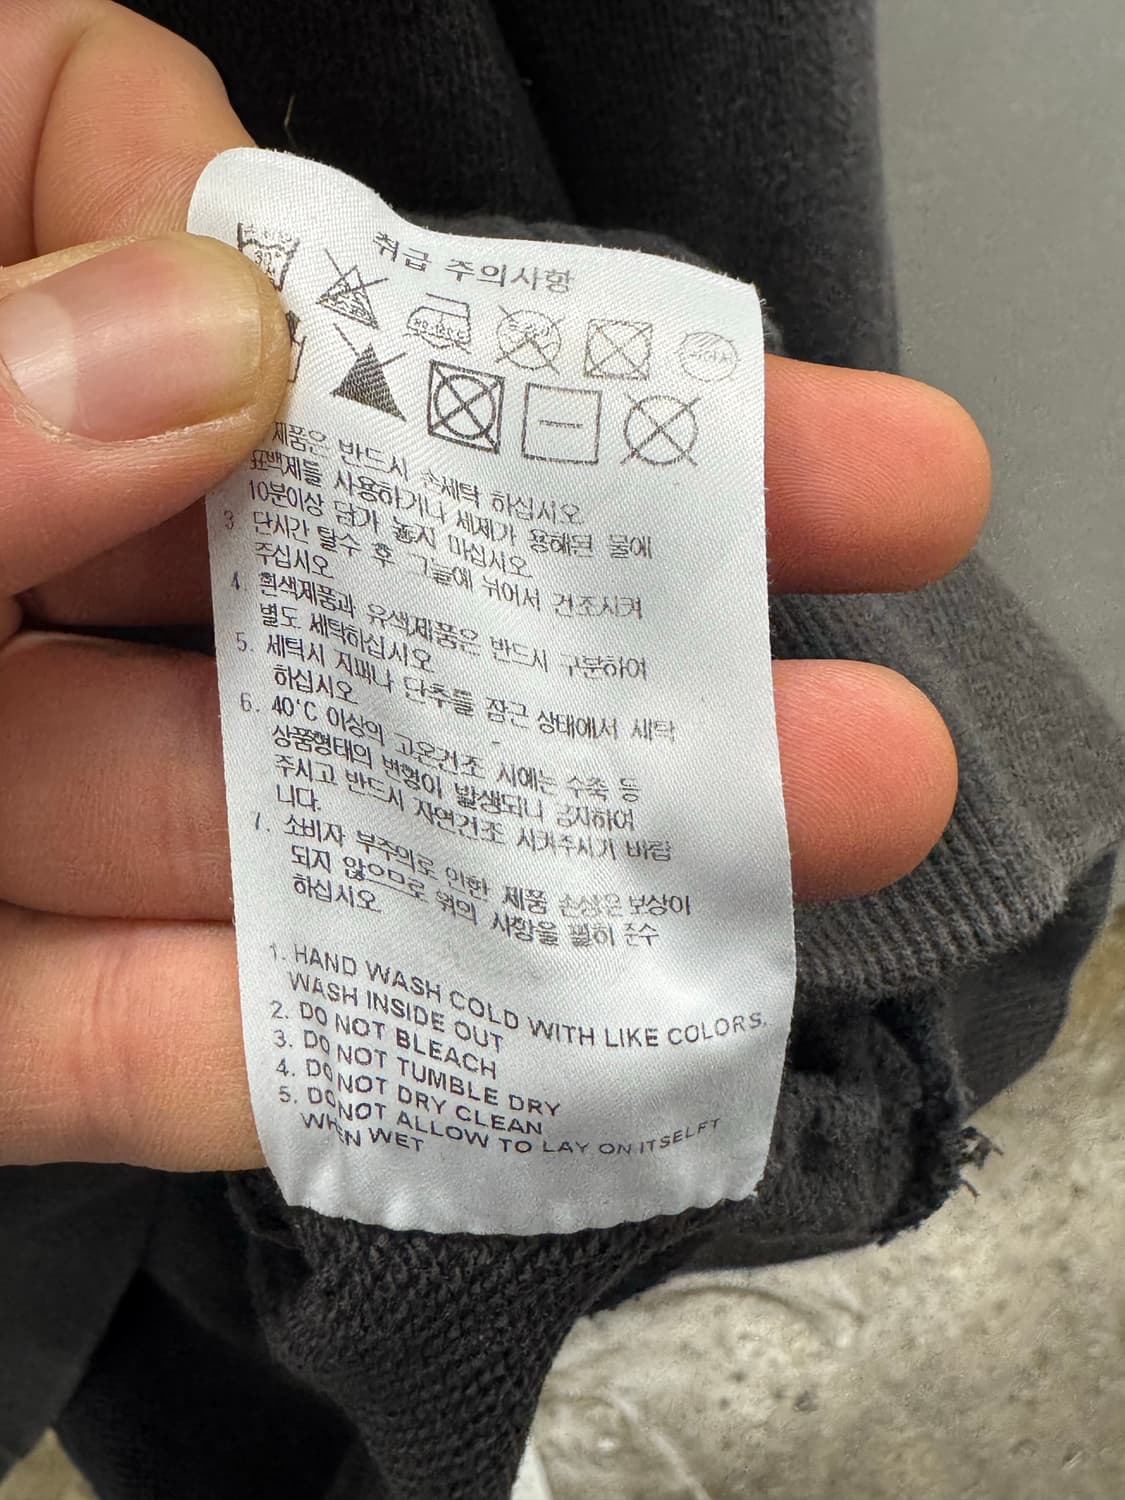 취급 주의사항
30°
제품은 반드시 손세탁 하십시오
표백제를 사용하거나 세제가 용해된 물에
10분이상 담가 놓지 마십시오
3. 단시간 탈수 후 그늘에 뉘어서 건조시켜
주십시오
4. 흰색제품과 유색제품은 반드시 구분하여
별도 세탁하십시오
5. 세탁시 지퍼나 단추를 잠근 상태에서 세탁
하십시오
6. 40°C 이상의 고온건조 시에는 수축 등
상품형태의 변형이 발생되니 금지하여
주시고 반드시 자연건조 시켜주시기 바랍
니다.
7. 소비자 부주의로 인한 제품 손상은 보상이
되지 않으므로 위의 사항을 필히 준수
하십시오
1. HAND WASH COLD WITH LIKE COLORS.
WASH INSIDE OUT
2. DO NOT BLEACH
3. DO NOT TUMBLE DRY
4. DO NOT DRY CLEAN
5. DO NOT ALLOW TO LAY ON ITSELFT
WHEN WET